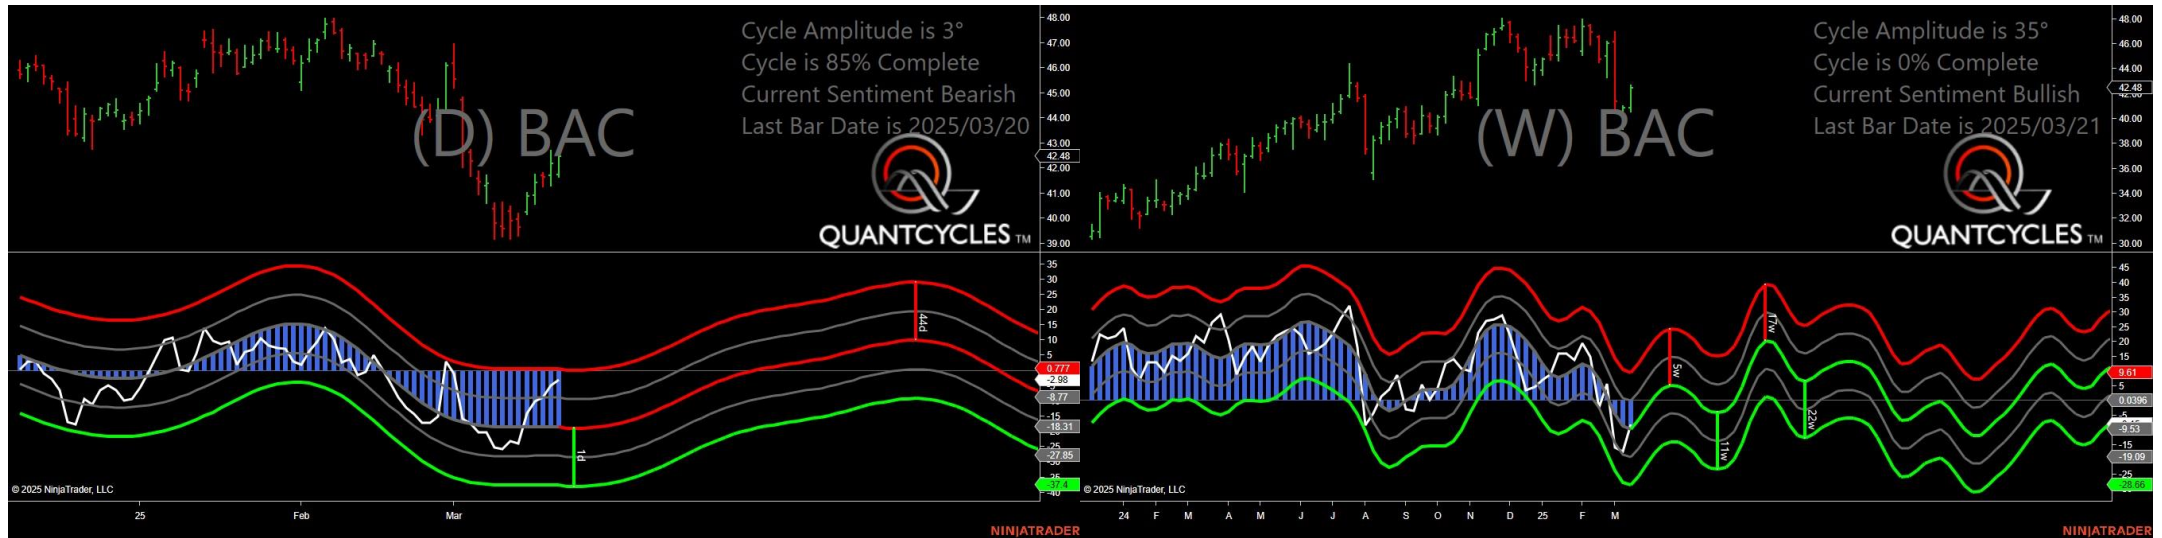 Cycle Amplitude is 3°
Cycle is 85% Complete
Current Sentiment Bearish
Last Bar Date is 2025/03/20
(D) BAC
QUANTCYCLES TM
48.00
47.00
46.00
45.00
44.00
43.00
42.48
42.00
41.00
40.00
39.00
35
30
25
20
15
10
5
0.777
-2.98
-8.77
-15
-18.31
-27.85
-37.4
-40
44d
1d
© 2025 NinjaTrader, LLC
25 Feb Mar
NINJATRADER
Cycle Amplitude is 35°
Cycle is 0% Complete
Current Sentiment Bullish
Last Bar Date is 2025/03/21
(W) BAC
QUANTCYCLES TM
48.00
46.00
44.00
42.48
40.00
38.00
36.00
34.00
32.00
30.00
45
40
35
30
25
20
15
9.61
5
0.0396
-5
-9.53
-15
-19.09
-25
-28.66
5w
11w
17w
22w
© 2025 NinjaTrader, LLC
24 F M A M J J A S O N D 25 F M
NINJATRADER